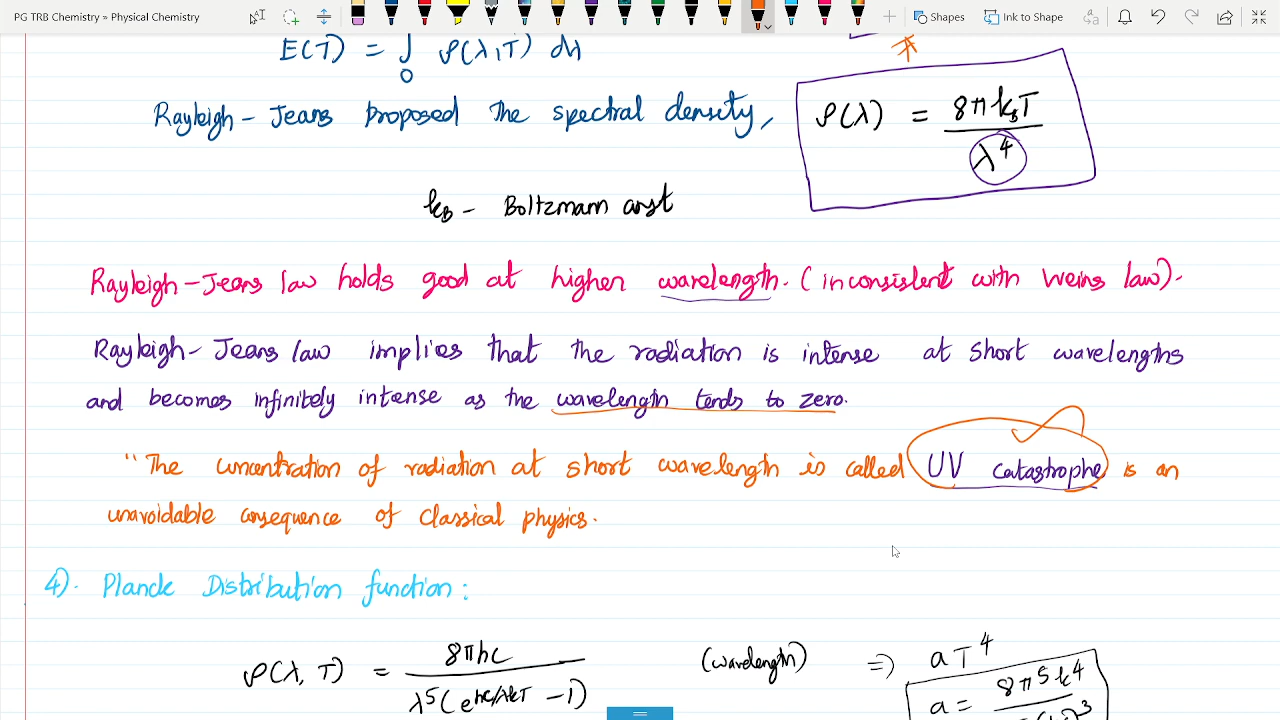 PG TRB Chemistry » Physical Chemistry
Shapes
Ink to Shape
E(T) = ∫₀ ρ(λ,T) dλ
Rayleigh - Jeans proposed the spectral density,
ρ(λ) = 8πk_BT / λ⁴
k_B - Boltzmann const
Rayleigh-Jeans law holds good at higher wavelength. (inconsistent with Weins law).
Rayleigh- Jeans law implies that the radiation is intense at short wavelengths
and becomes infinitely intense as the wavelength tends to zero.
"The concentration of radiation at short wavelength is called UV catastrophe is an
unavoidable consequence of classical physics.
4). Planck Distribution function:
ρ(λ, T) = 8πhc / λ⁵(e^hc/λkT - 1) (wavelength) => aT⁴
a = 8π⁵k⁴